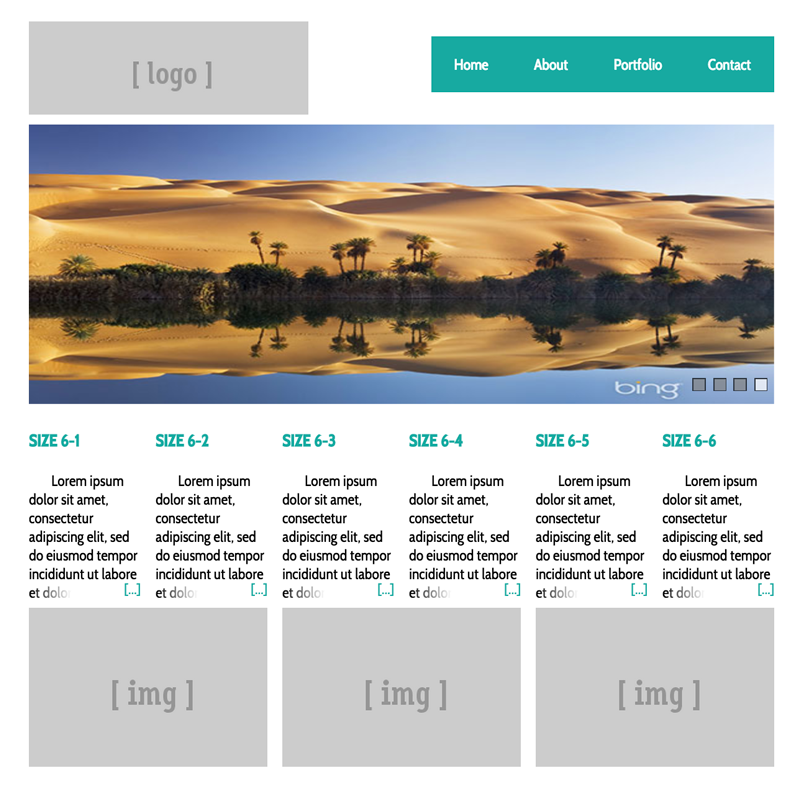 [ logo ]
Home About Portfolio Contact
bing
SIZE 6-1
Lorem ipsum
dolor sit amet,
consectetur
adipiscing elit, sed
do eiusmod tempor
incididunt ut labore
et dolo [...]
SIZE 6-2
Lorem ipsum
dolor sit amet,
consectetur
adipiscing elit, sed
do eiusmod tempor
incididunt ut labore
et dolo [...]
SIZE 6-3
Lorem ipsum
dolor sit amet,
consectetur
adipiscing elit, sed
do eiusmod tempor
incididunt ut labore
et dolo [...]
SIZE 6-4
Lorem ipsum
dolor sit amet,
consectetur
adipiscing elit, sed
do eiusmod tempor
incididunt ut labore
et dolo [...]
SIZE 6-5
Lorem ipsum
dolor sit amet,
consectetur
adipiscing elit, sed
do eiusmod tempor
incididunt ut labore
et dolo [...]
SIZE 6-6
Lorem ipsum
dolor sit amet,
consectetur
adipiscing elit, sed
do eiusmod tempor
incididunt ut labore
et dolo [...]
[ img ] [ img ] [ img ]